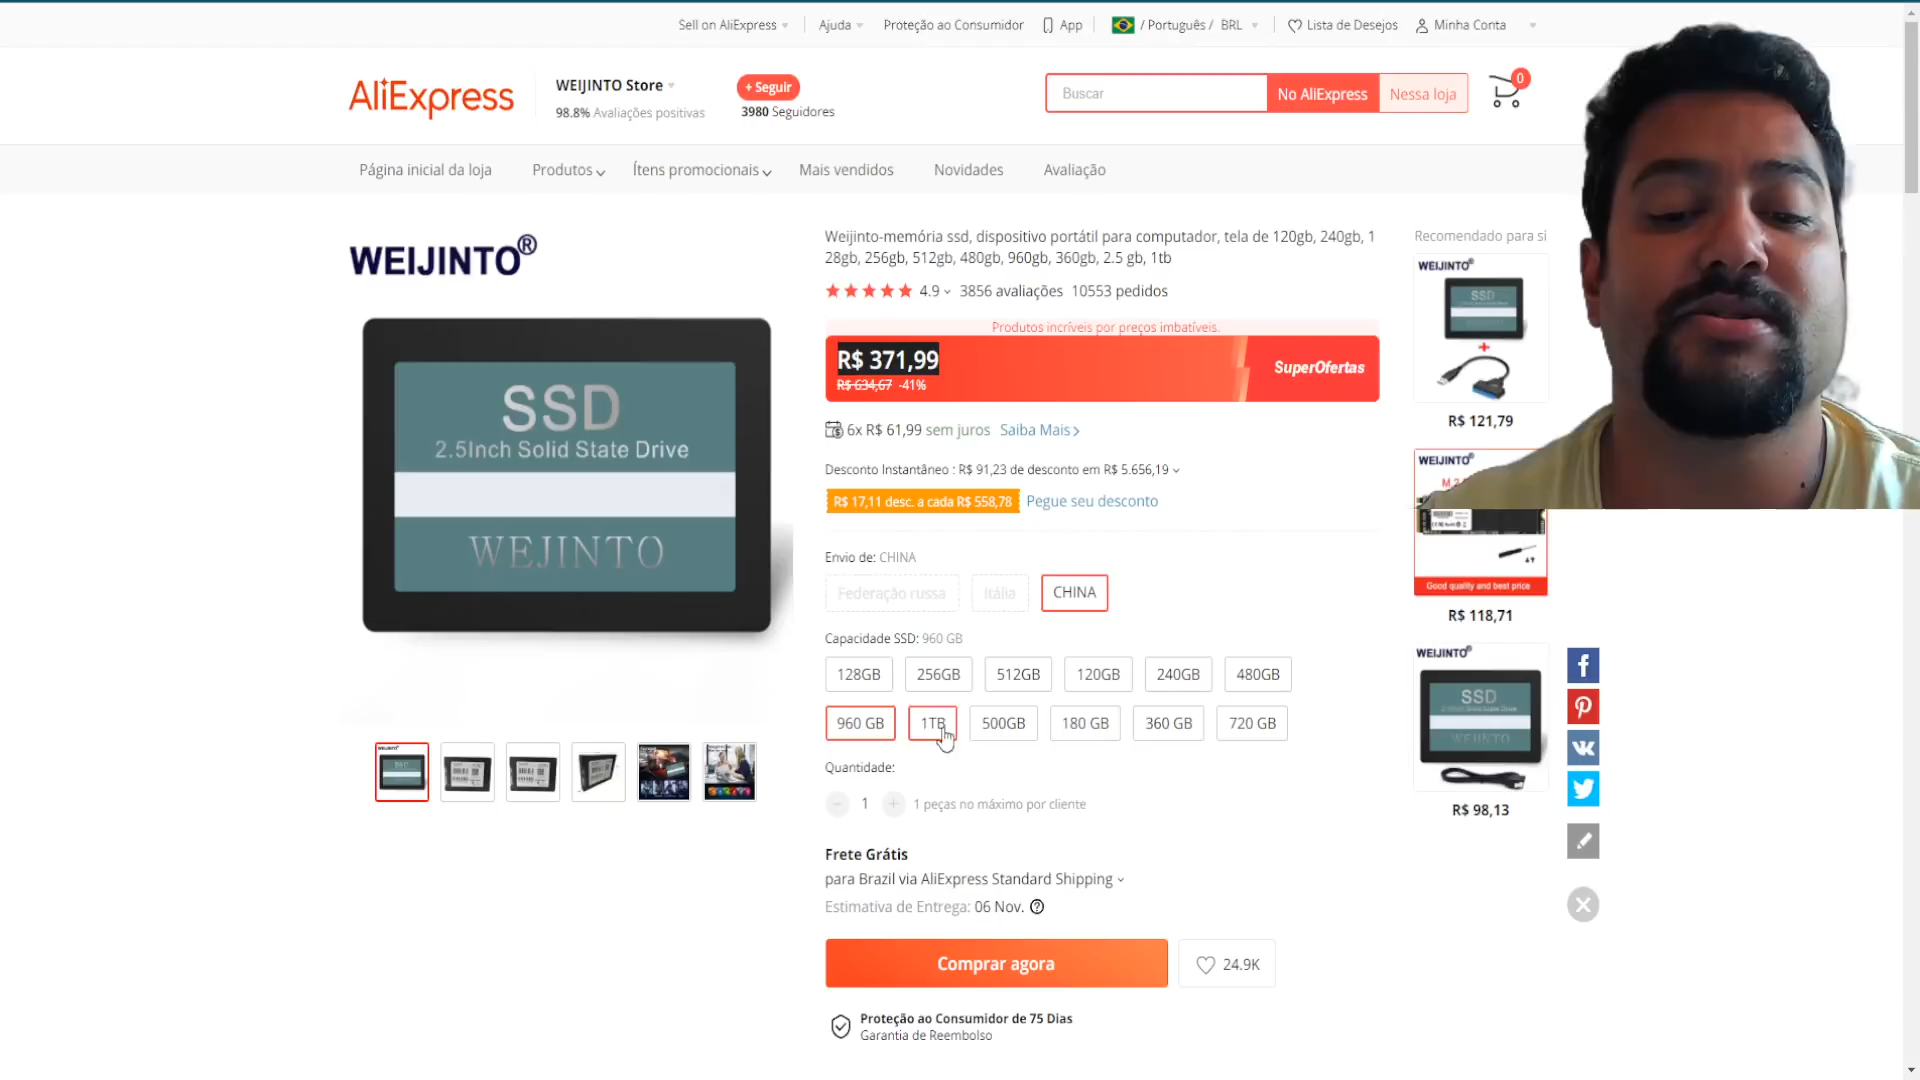 Sell on AliExpress
Ajuda
Proteção ao Consumidor
App
/ Português / BRL
Lista de Desejos
Minha Conta
AliExpress
WEIJINTO Store
98.8% Avaliações positivas
+ Seguir
3980 Seguidores
Buscar
No AliExpress
Nessa loja
0
Página inicial da loja
Produtos
Ítens promocionais
Mais vendidos
Novidades
Avaliação
WEIJINTO®
SSD
2.5Inch Solid State Drive
WEJINTO
Weijinto-memória ssd, dispositivo portátil para computador, tela de 120gb, 240gb, 1
28gb, 256gb, 512gb, 480gb, 960gb, 360gb, 2.5 gb, 1tb
4.9 3856 avaliações 10553 pedidos
Produtos incríveis por preços imbatíveis.
R$ 371,99
R$ 634,67 -41%
SuperOfertas
6x R$ 61,99 sem juros Saiba Mais
Desconto Instantâneo : R$ 91,23 de desconto em R$ 5.656,19
R$ 17,11 desc. a cada R$ 558,78 Pegue seu desconto
Envio de: CHINA
Federação russa
Itália
CHINA
Capacidade SSD: 960 GB
128GB
256GB
512GB
120GB
240GB
480GB
960 GB
1TB
500GB
180 GB
360 GB
720 GB
Quantidade:
1
1 peças no máximo por cliente
Frete Grátis
para Brazil via AliExpress Standard Shipping
Estimativa de Entrega: 06 Nov.
Comprar agora
24.9K
Proteção ao Consumidor de 75 Dias
Garantia de Reembolso
Recomendado para si
WEIJINTO®
SSD
R$ 121,79
WEIJINTO®
Good quality and best price
R$ 118,71
WEIJINTO®
SSD
R$ 98,13